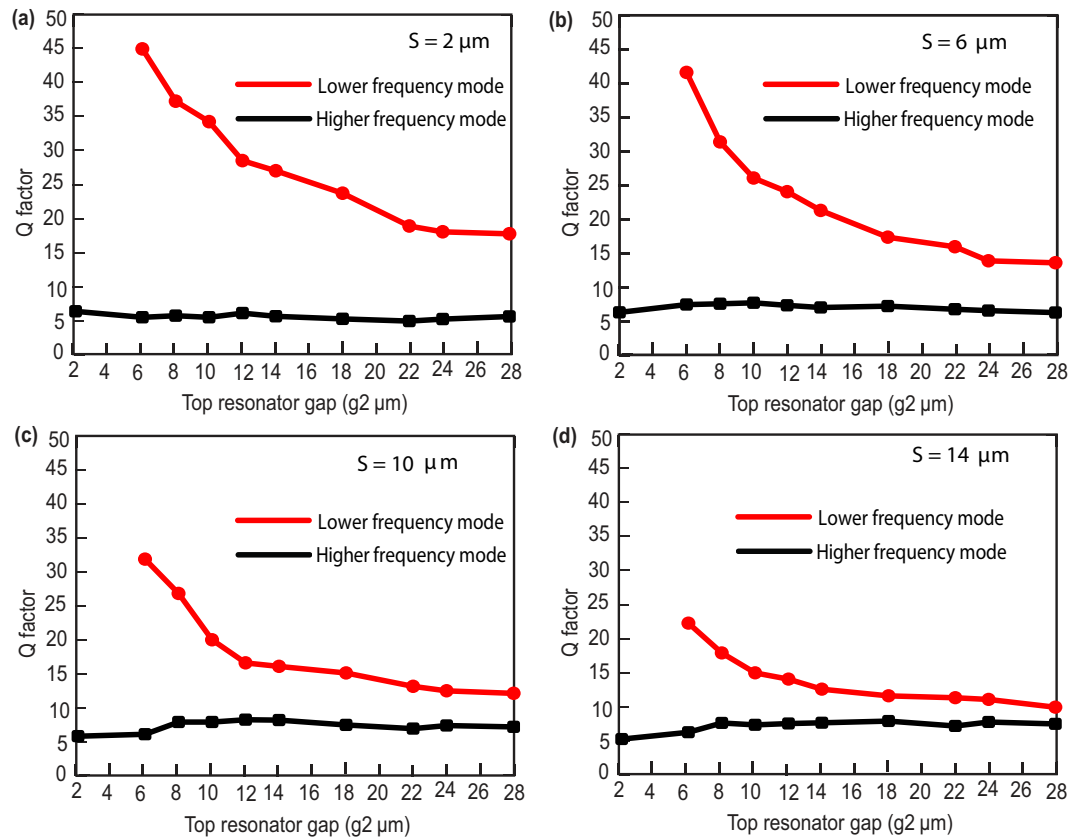 (a)
S = 2 µm
Lower frequency mode
Higher frequency mode
Q factor
50
45
40
35
30
25
20
15
10
5
0
2 4 6 8 10 12 14 16 18 20 22 24 26 28
Top resonator gap (g2 µm)
(b)
S = 6 µm
Lower frequency mode
Higher frequency mode
Q factor
50
45
40
35
30
25
20
15
10
5
0
2 4 6 8 10 12 14 16 18 20 22 24 26 28
Top resonator gap (g2 µm)
(c)
S = 10 µm
Lower frequency mode
Higher frequency mode
Q factor
50
45
40
35
30
25
20
15
10
5
0
2 4 6 8 10 12 14 16 18 20 22 24 26 28
Top resonator gap (g2 µm)
(d)
S = 14 µm
Lower frequency mode
Higher frequency mode
Q factor
50
45
40
35
30
25
20
15
10
5
0
2 4 6 8 10 12 14 16 18 20 22 24 26 28
Top resonator gap (g2 µm)